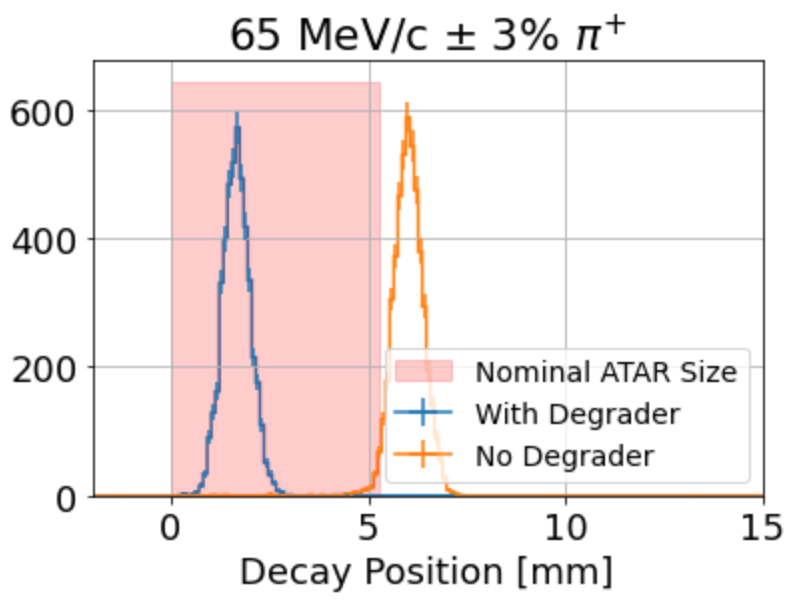 65 MeV/c ± 3% π⁺
600
400
200
0
Nominal ATAR Size
With Degrader
No Degrader
0 5 10 15
Decay Position [mm]